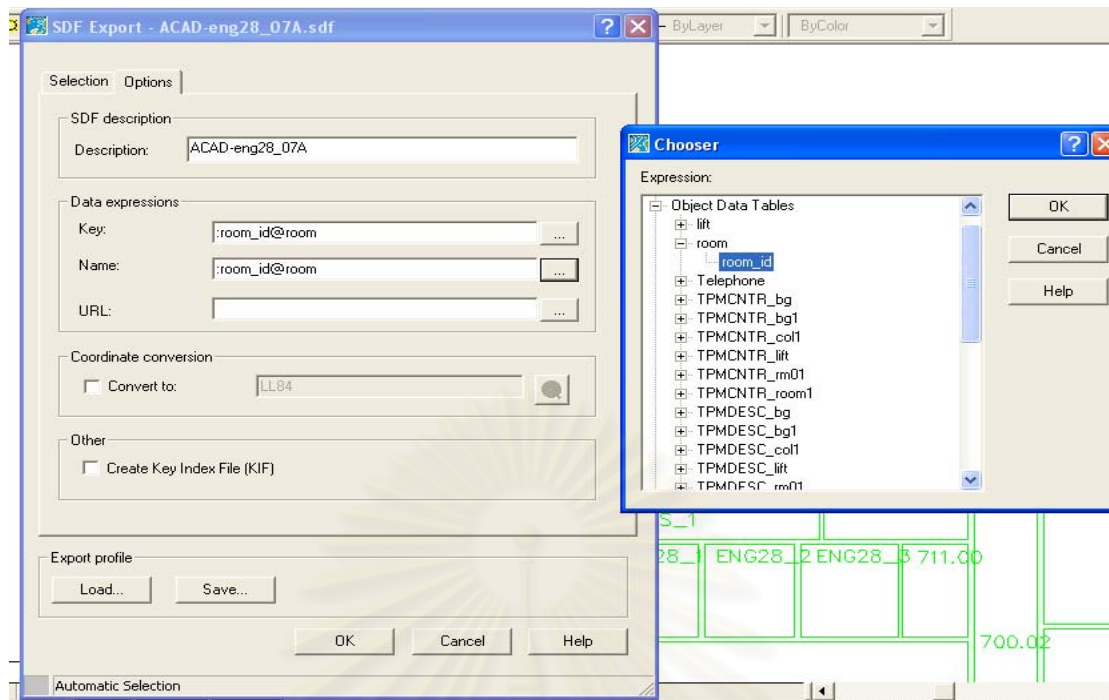 SDF Export - ACAD-eng28_07A.sdf
ByLayer
ByColor
Selection
Options
SDF description
Description:
ACAD-eng28_07A
Data expressions
Key:
:room_id@room
...
Name:
:room_id@room
...
URL:
...
Coordinate conversion
Convert to:
LL84
Other
Create Key Index File (KIF)
Export profile
Load...
Save...
OK
Cancel
Help
Automatic Selection
Chooser
Expression:
Object Data Tables
lift
room
room_id
Telephone
TPMCNTR_bg
TPMCNTR_bg1
TPMCNTR_col1
TPMCNTR_lift
TPMCNTR_rm01
TPMCNTR_room1
TPMDESC_bg
TPMDESC_bg1
TPMDESC_col1
TPMDESC_lift
TPMDESC_rm01
OK
Cancel
Help
S_1
28_1
ENG28_2
ENG28_3
711.00
700.02